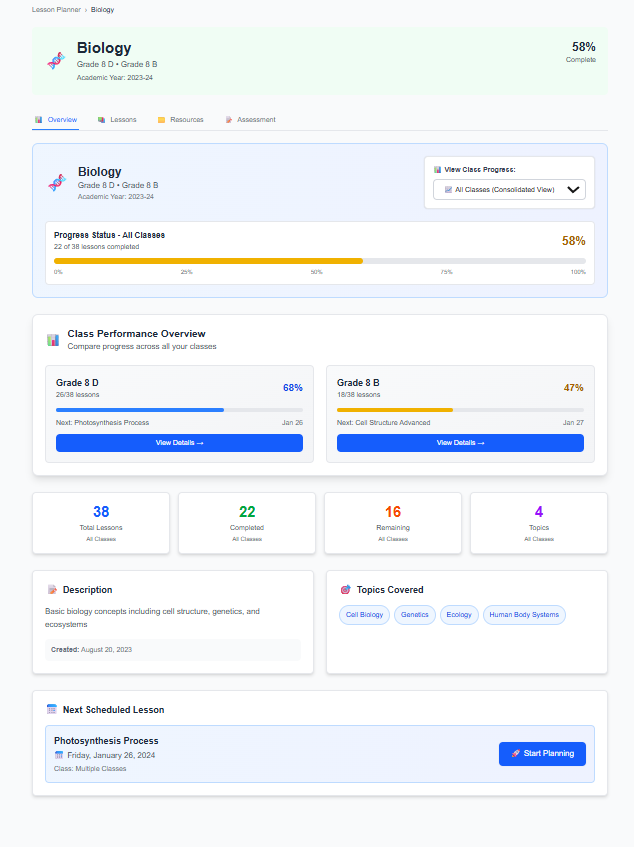 Lesson Planner › Biology
Biology
Grade 8 D • Grade 8 B
Academic Year: 2023-24
58%
Complete
Overview
Lessons
Resources
Assessment
Biology
Grade 8 D • Grade 8 B
Academic Year: 2023-24
View Class Progress:
All Classes (Consolidated View)
Progress Status - All Classes
22 of 38 lessons completed
58%
0% 25% 50% 75% 100%
Class Performance Overview
Compare progress across all your classes
Grade 8 D
26/38 lessons
68%
Next: Photosynthesis Process Jan 26
View Details →
Grade 8 B
18/38 lessons
47%
Next: Cell Structure Advanced Jan 27
View Details →
38
Total Lessons
All Classes
22
Completed
All Classes
16
Remaining
All Classes
4
Topics
All Classes
Description
Basic biology concepts including cell structure, genetics, and
ecosystems
Created: August 20, 2023
Topics Covered
Cell Biology Genetics Ecology Human Body Systems
Next Scheduled Lesson
Photosynthesis Process
Friday, January 26, 2024
Class: Multiple Classes
Start Planning